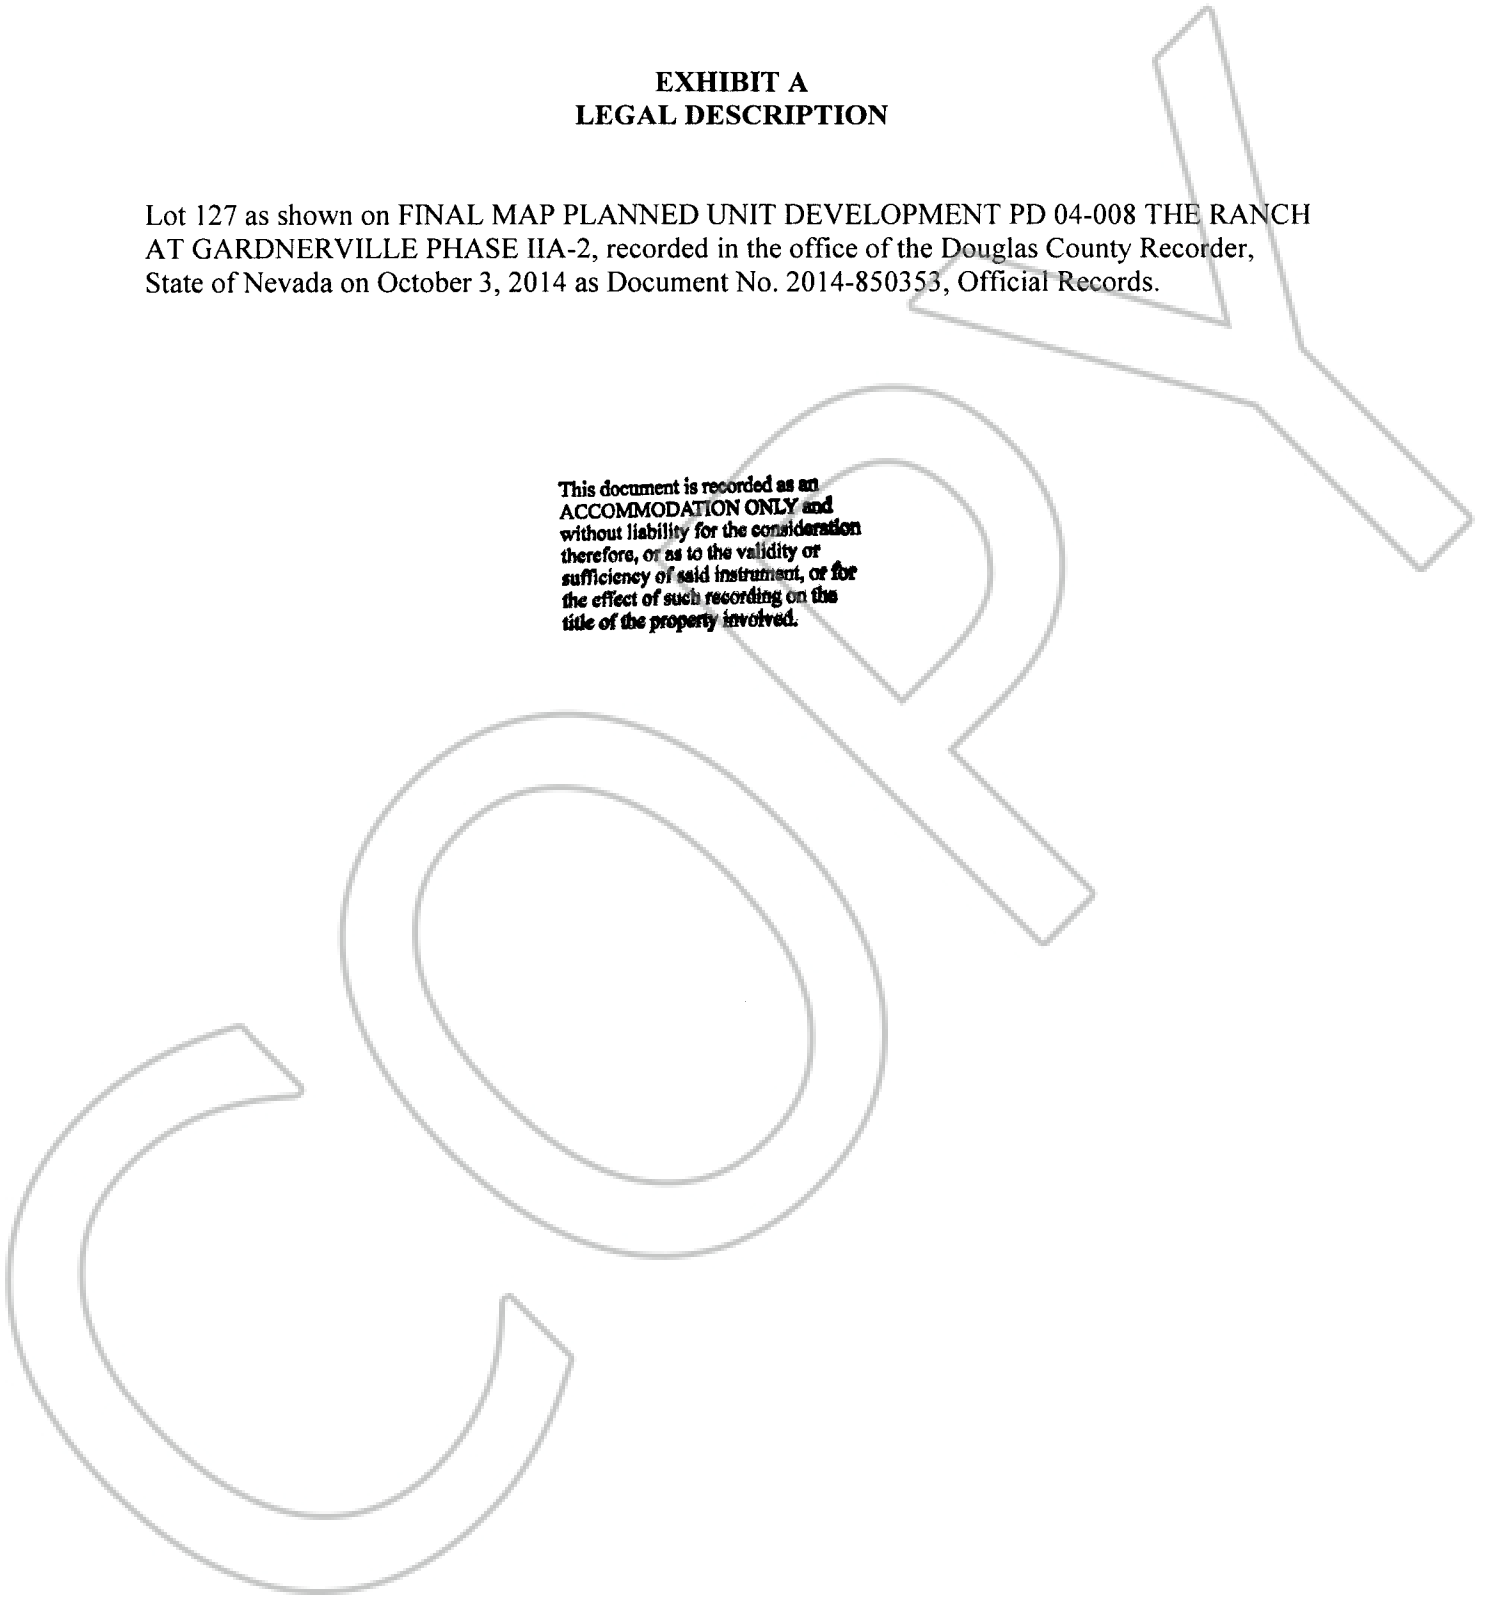 EXHIBIT A
LEGAL DESCRIPTION
Lot 127 as shown on FINAL MAP PLANNED UNIT DEVELOPMENT PD 04-008 THE RANCH
AT GARDNERVILLE PHASE IIA-2, recorded in the office of the Douglas County Recorder,
State of Nevada on October 3, 2014 as Document No. 2014-850353, Official Records.
This document is recorded as an
ACCOMMODATION ONLY and
without liability for the consideration
therefore, or as to the validity or
sufficiency of said instrument, or for
the effect of such recording on the
title of the property involved.
COPY